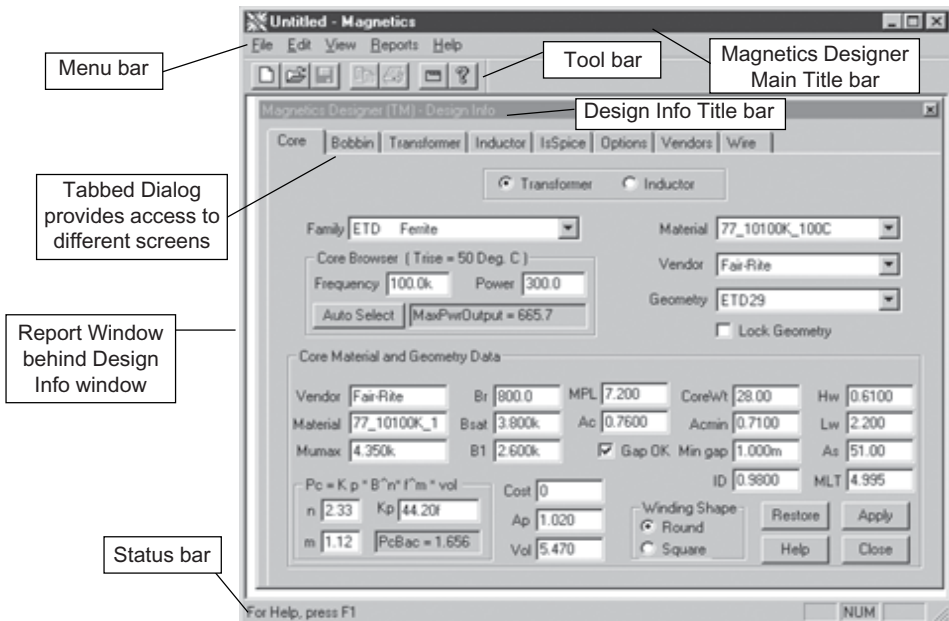 Untitled - Magnetics
File Edit View Reports Help
Menu bar
Tool bar
Magnetics Designer
Main Title bar
Magnetics Designer (TM) - Design Info
Design Info Title bar
Core Bobbin Transformer Inductor IsSpice Options Vendors Wire
Tabbed Dialog
provides access to
different screens
Transformer Inductor
Family ETD Ferrite
Material 77_10100K_100C
Core Browser ( Trise = 50 Deg. C )
Vendor Fair-Rite
Frequency 100.0k Power 300.0
Geometry ETD29
Auto Select MaxPwrOutput = 665.7
Lock Geometry
Report Window
behind Design
Info window
Core Material and Geometry Data
Vendor Fair-Rite Br 800.0 MPL 7.200 CoreWt 28.00 Hw 0.6100
Material 77_10100K_1 Bsat 3.800k Ac 0.7600 Acmin 0.7100 Lw 2.200
Mumax 4.350k B1 2.600k Gap OK Min gap 1.000m As 51.00
ID 0.9800 MLT 4.995
Pc = K p * B^n* f^m * vol
Cost 0
n 2.33 Kp 44.20f
Ap 1.020
Winding Shape
Round
Restore Apply
m 1.12 PcBac = 1.656
Vol 5.470
Square
Help Close
Status bar
For Help, press F1
NUM